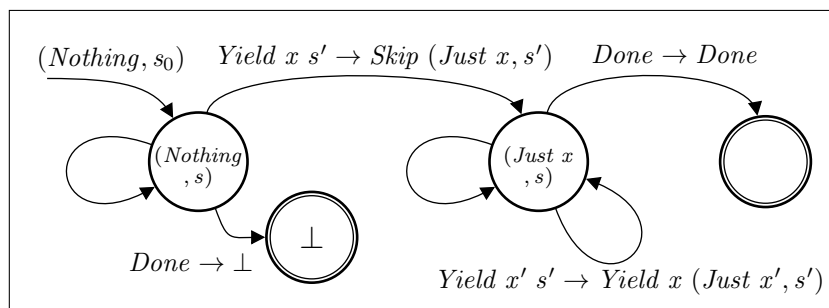 (Nothing, s₀)
Yield x s′ → Skip (Just x, s′)
Done → Done
(Nothing
, s)
(Just x
, s)
⊥
Done → ⊥
Yield x′ s′ → Yield x (Just x′, s′)